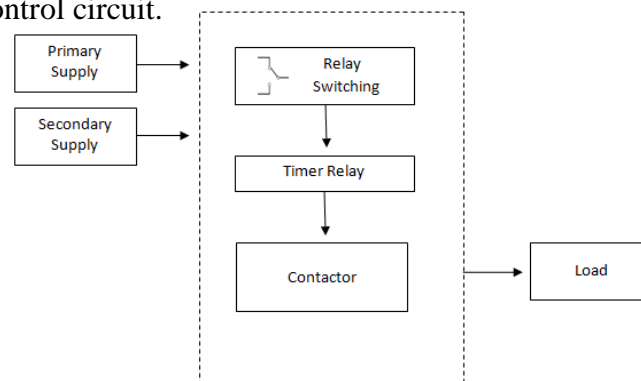 ontrol circuit.
Primary
Supply
Relay
Switching
Secondary
Supply
Timer Relay
Contactor
Load